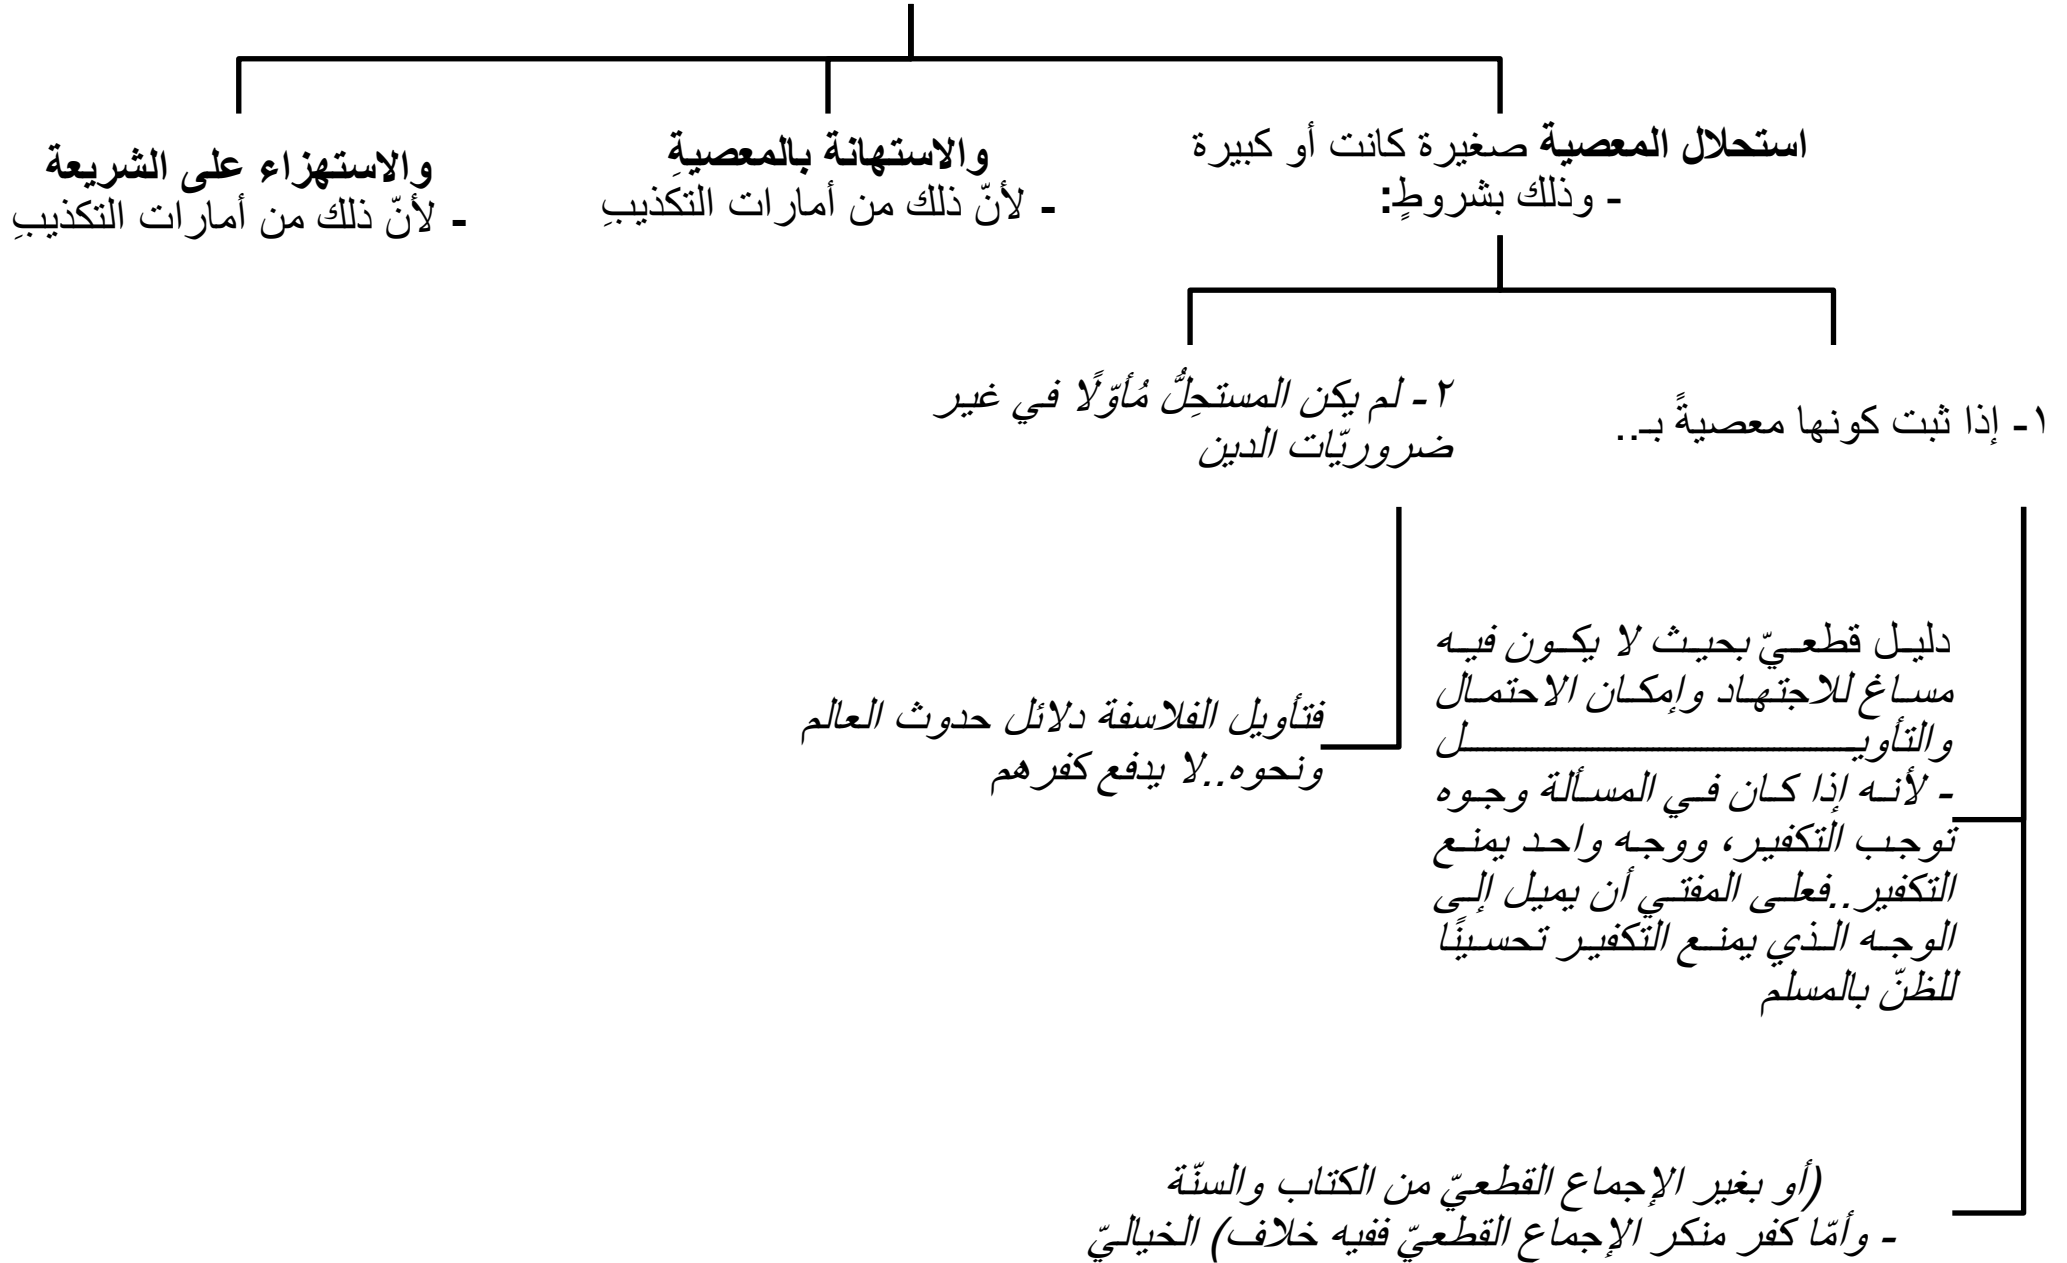 استحلال المعصية صغيرة كانت أو كبيرة
- وذلك بشروطٍ:
والاستهانة بالمعصيةِ
- لأنّ ذلك من أمارات التكذيبِ
والاستهزاء على الشريعة
- لأنّ ذلك من أمارات التكذيبِ
١- إذا ثبت كونها معصيةً بـ..
٢- لم يكن المستحِلُّ مُأوّلًا في غير
ضروريّات الدين
دليل قطعيّ بحيث لا يكون فيه
مساغ للاجتهاد وإمكان الاحتمال
والتأويل
- لأنه إذا كان في المسألة وجوه
توجب التكفير، ووجه واحد يمنع
التكفير..فعلى المفتي أن يميل إلى
الوجه الذي يمنع التكفير تحسينًا
للظنّ بالمسلم
فتأويل الفلاسفة دلائل حدوث العالم
ونحوه..لا يدفع كفرهم
(أو بغير الإجماع القطعيّ من الكتاب والسنّة
- وأمّا كفر منكر الإجماع القطعيّ ففيه خلاف) الخياليّ